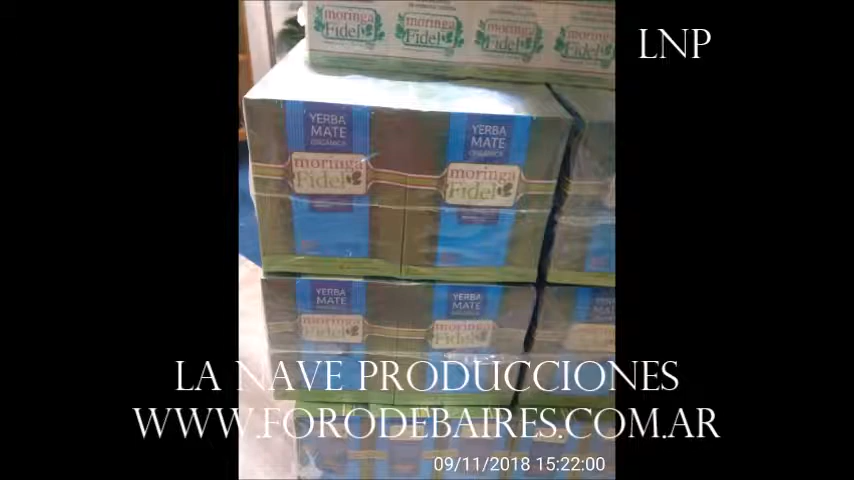 LNP
moringa moringa moringa moringa
Fidel Fidel Fidel Fidel
YERBA MATE ORGÁNICA
moringa Fidel
YERBA MATE ORGÁNICA
moringa Fidel
YERBA MATE
moringa Fidel
YERBA MATE
moringa Fidel
LA NAVE PRODUCCIONES
WWW.FORODEBAIRES.COM.AR
09/11/2018 15:22:00